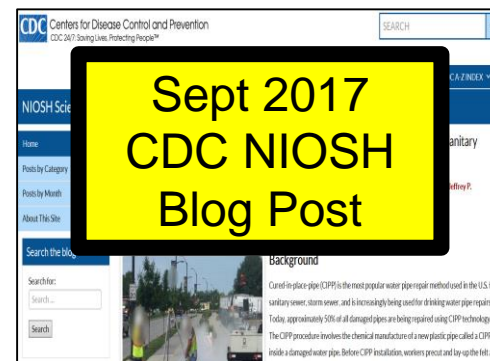 CDC Centers for Disease Control and Prevention
CDC 24/7: Saving Lives. Protecting People™
SEARCH
CDC A-Z INDEX
NIOSH
Sept 2017
CDC NIOSH
Blog Post
Home
Posts by Category
Posts by Month
About This Site
Search the blog
Search for:
Search...
Search
Jeffrey P.
Background
Cured-in-place-pipe (CIPP) is the most popular water pipe repair method used in the U.S.
sanitary sewer, storm sewer, and is increasingly being used for drinking water pipe repairs
Today, approximately 50% of all damaged pipes are being repaired using CIPP technology
The CIPP procedure involves the chemical manufacture of a new plastic pipe called a CIPP
inside a damaged water pipe. Before CIPP installation, workers precut and lay-up the felt